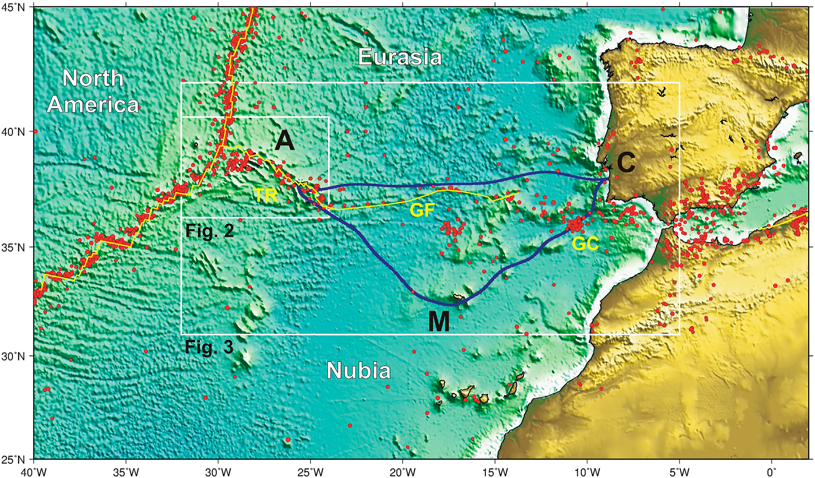 45°N
Eurasia
North
America
40°N
A
C
TR
GF
Fig. 2
GC
35°N
M
Fig. 3
30°N
Nubia
25°N
40°W 35°W 30°W 25°W 20°W 15°W 10°W 5°W 0°